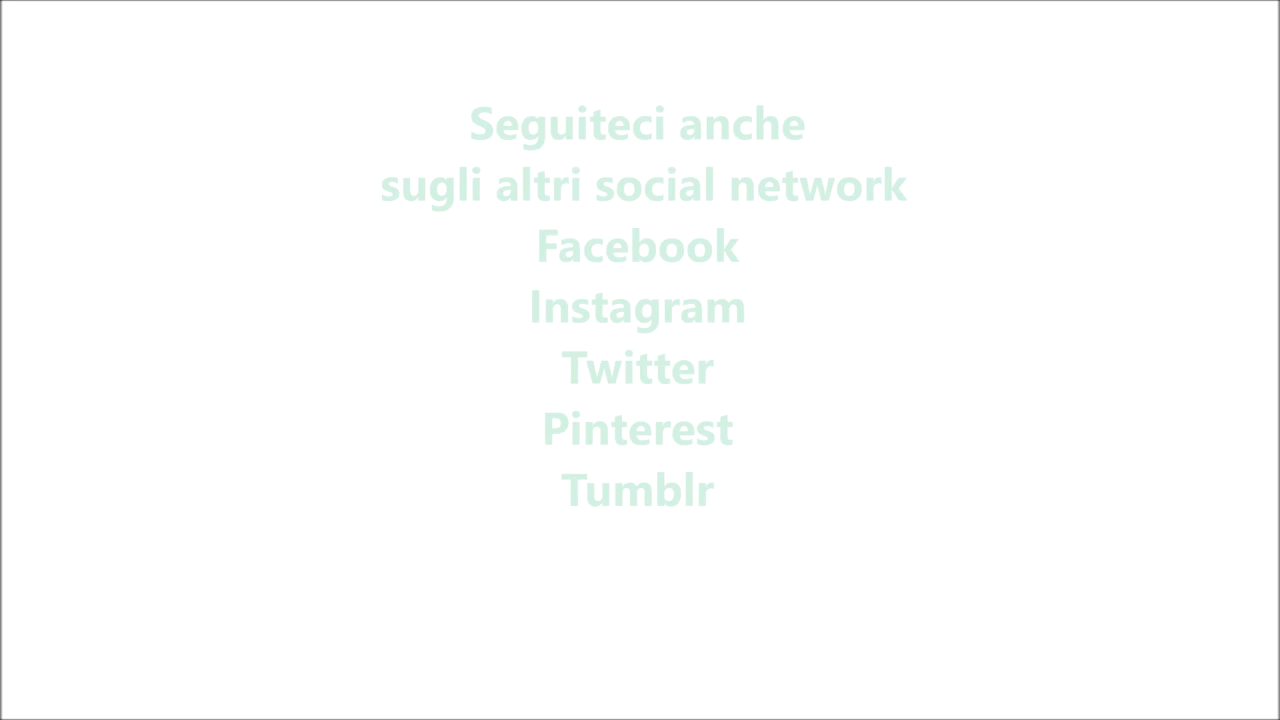 Seguiteci anche
sugli altri social network
Facebook
Instagram
Twitter
Pinterest
Tumblr